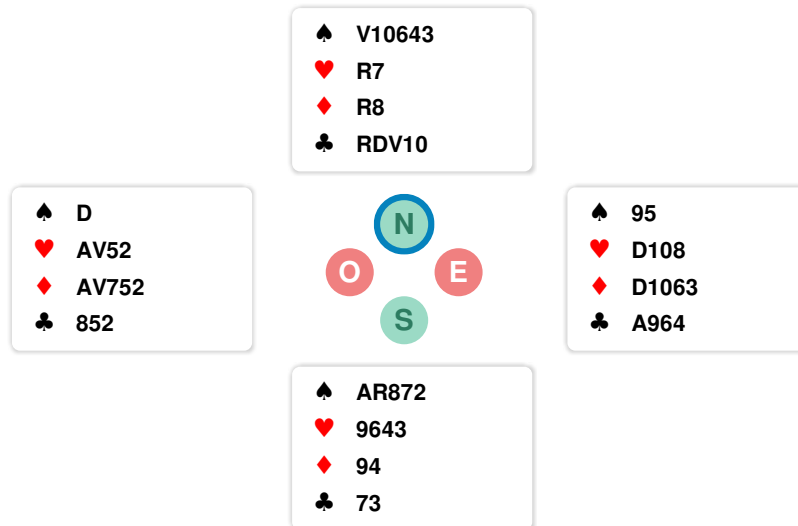 ♠ V10643
♥ R7
♦ R8
♣ RDV10
♠ D
♥ AV52
♦ AV752
♣ 852
N
O E
S
♠ 95
♥ D108
♦ D1063
♣ A964
♠ AR872
♥ 9643
♦ 94
♣ 73